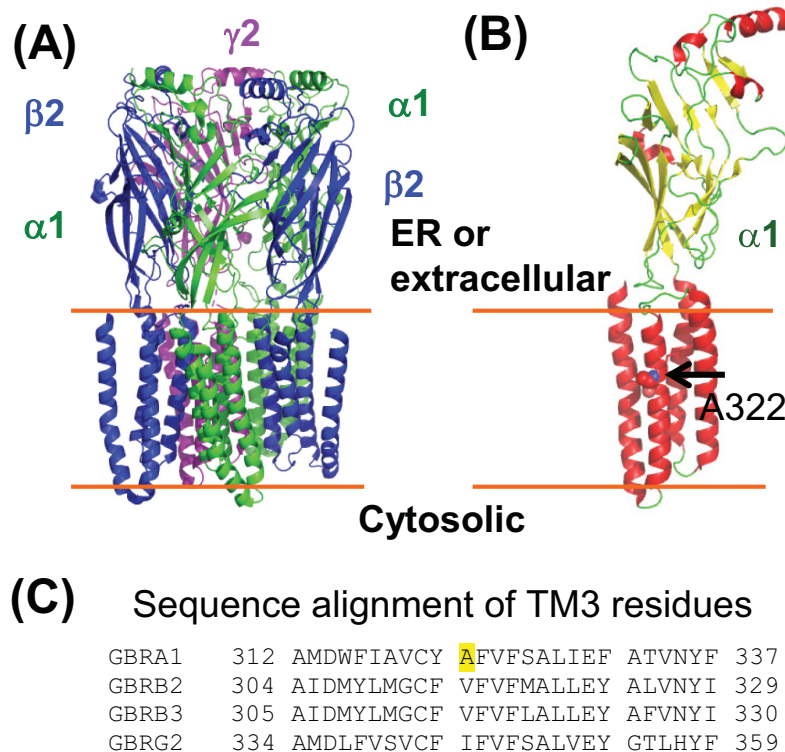 (A)
γ2
β2
α1
α1
β2
(B)
α1
ER or
extracellular
A322
Cytosolic
(C) Sequence alignment of TM3 residues
GBRA1 312 AMDWFIAVCY AFVFSALIEF ATVNYF 337
GBRB2 304 AIDMYLMGCF VFVFMALLEY ALVNYI 329
GBRB3 305 AIDMYLMGCF VFVFLALLEY AFVNYI 330
GBRG2 334 AMDLFVSVCF IFVFSALVEY GTLHYF 359